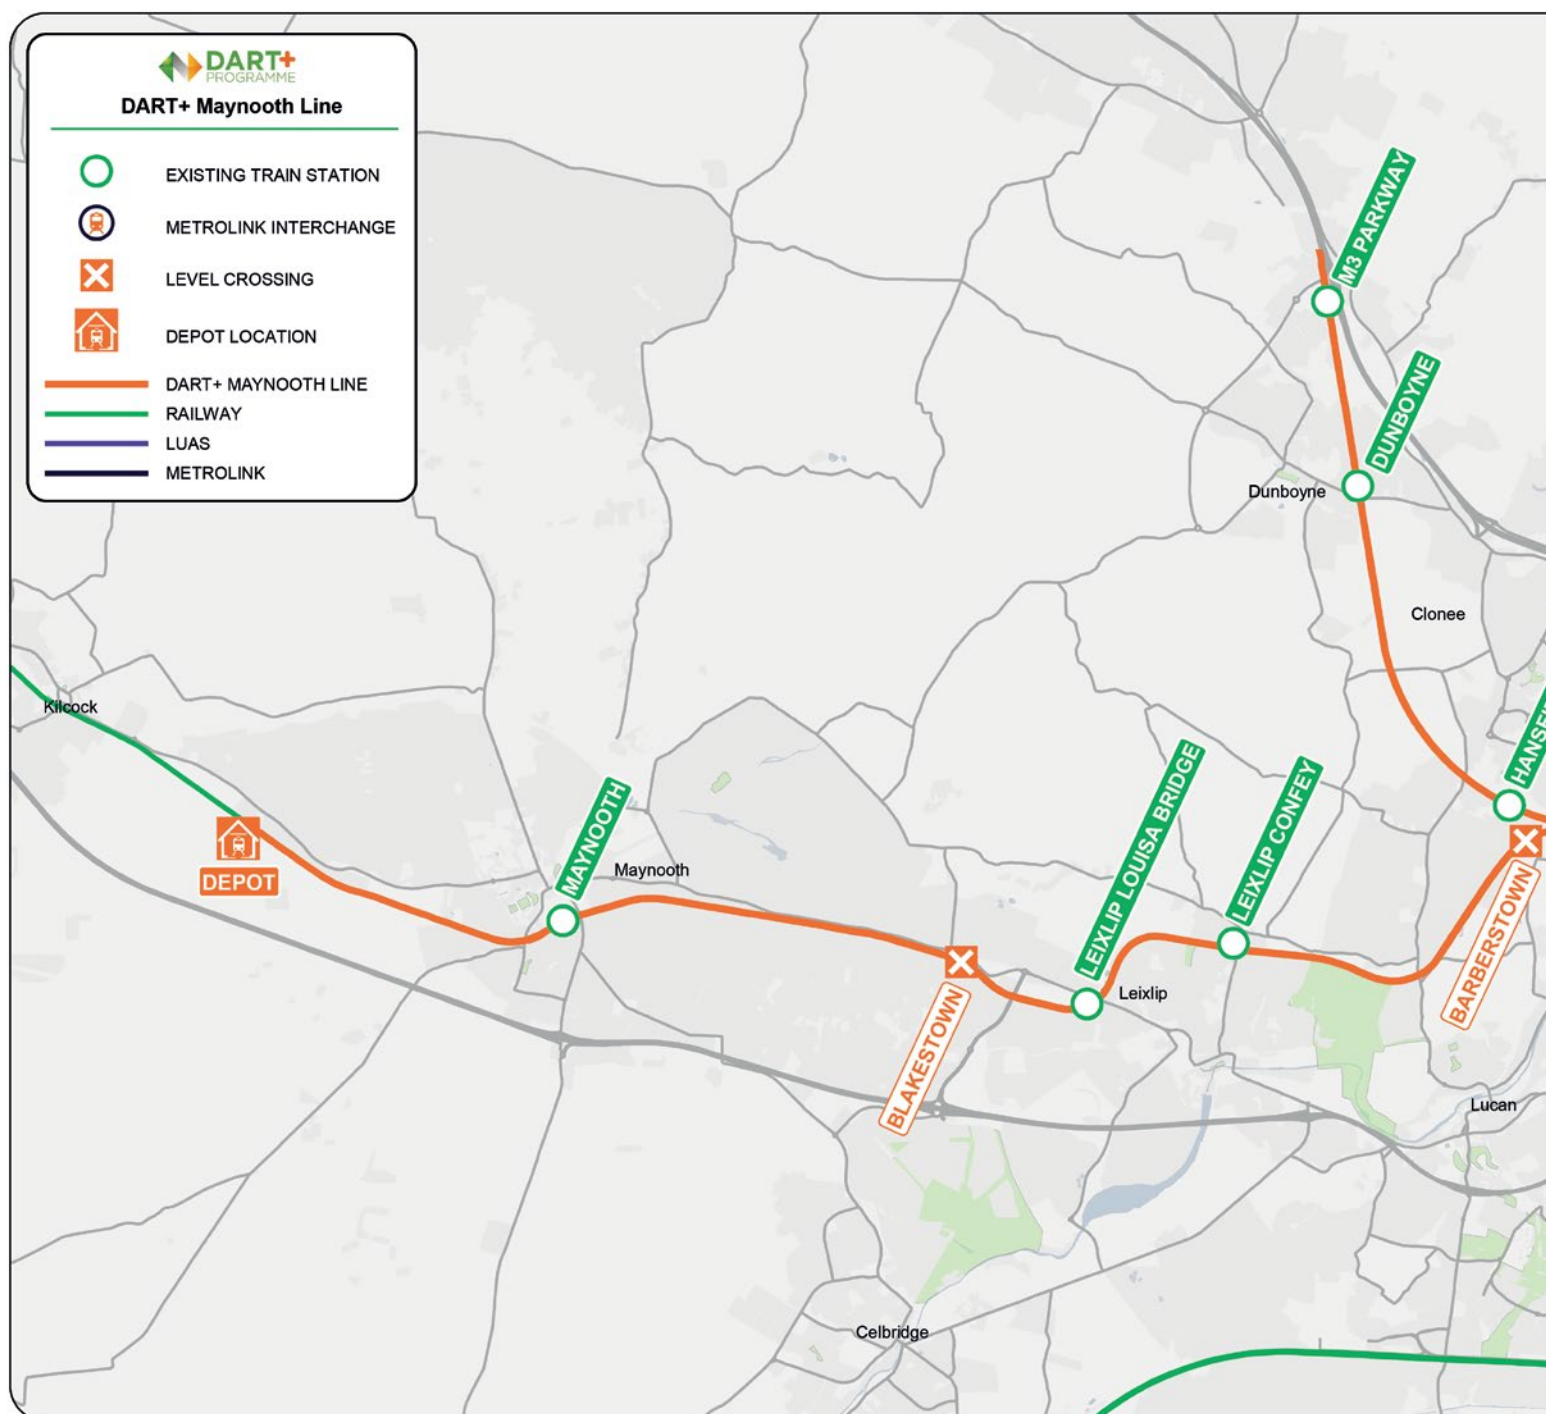 DART+
PROGRAMME
DART+ Maynooth Line
EXISTING TRAIN STATION
METROLINK INTERCHANGE
LEVEL CROSSING
DEPOT LOCATION
DART+ MAYNOOTH LINE
RAILWAY
LUAS
METROLINK
M3 PARKWAY
DUNBOYNE
Dunboyne
Clonee
Kilcock
DEPOT
MAYNOOTH
Maynooth
BLAKESTOWN
LEIXLIP LOUISA BRIDGE
Leixlip
LEIXLIP CONFEY
BARBERSTOWN
Lucan
Celbridge